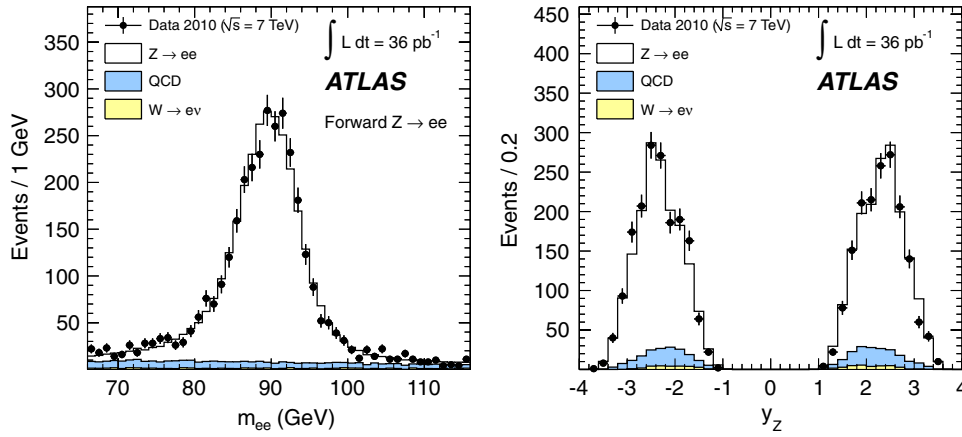 Data 2010 (√s = 7 TeV)
Z → ee
QCD
W → eν
∫ L dt = 36 pb⁻¹
ATLAS
Forward Z → ee
Events / 1 GeV
350
300
250
200
150
100
50
70 80 90 100 110
m_ee (GeV)
Data 2010 (√s = 7 TeV)
Z → ee
QCD
W → eν
∫ L dt = 36 pb⁻¹
ATLAS
Events / 0.2
450
400
350
300
250
200
150
100
50
0
-4 -3 -2 -1 0 1 2 3 4
y_Z